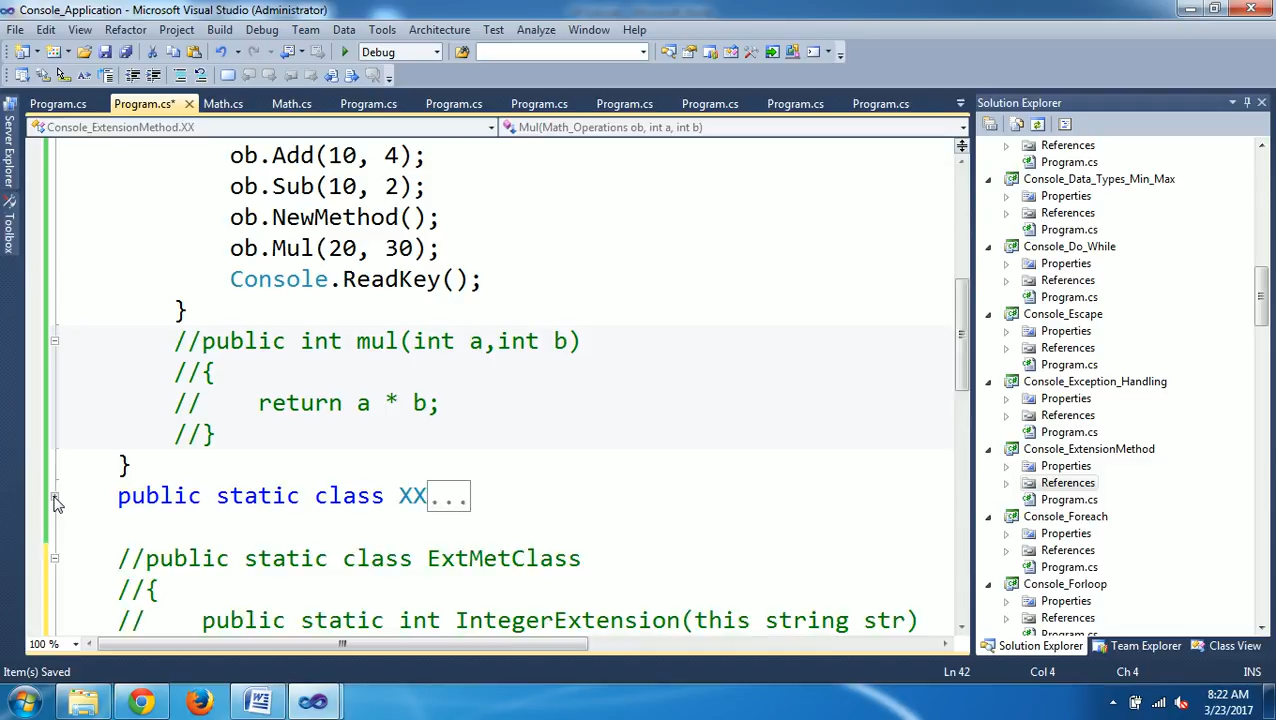 Console_Application - Microsoft Visual Studio (Administrator)
File Edit View Refactor Project Build Debug Team Data Tools Architecture Test Analyze Window Help
Debug
Program.cs Program.cs* Math.cs Math.cs Program.cs Program.cs Program.cs Program.cs Program.cs Program.cs Program.cs
Console_ExtensionMethod.XX Mul(Math_Operations ob, int a, int b)
Server Explorer
Toolbox
ob.Add(10, 4);
ob.Sub(10, 2);
ob.NewMethod();
ob.Mul(20, 30);
Console.ReadKey();
}
//public int mul(int a,int b)
//{
// return a * b;
//}
}
public static class XX...
//public static class ExtMetClass
//{
// public static int IntegerExtension(this string str)
100 %
Solution Explorer
References
Program.cs
Console_Data_Types_Min_Max
Properties
References
Program.cs
Console_Do_While
Properties
References
Program.cs
Console_Escape
Properties
References
Program.cs
Console_Exception_Handling
Properties
References
Program.cs
Console_ExtensionMethod
Properties
References
Program.cs
Console_Foreach
Properties
References
Program.cs
Console_Forloop
Properties
References
Program.cs
Solution Explorer Team Explorer Class View
Item(s) Saved Ln 42 Col 4 Ch 4 INS
8:22 AM
3/23/2017